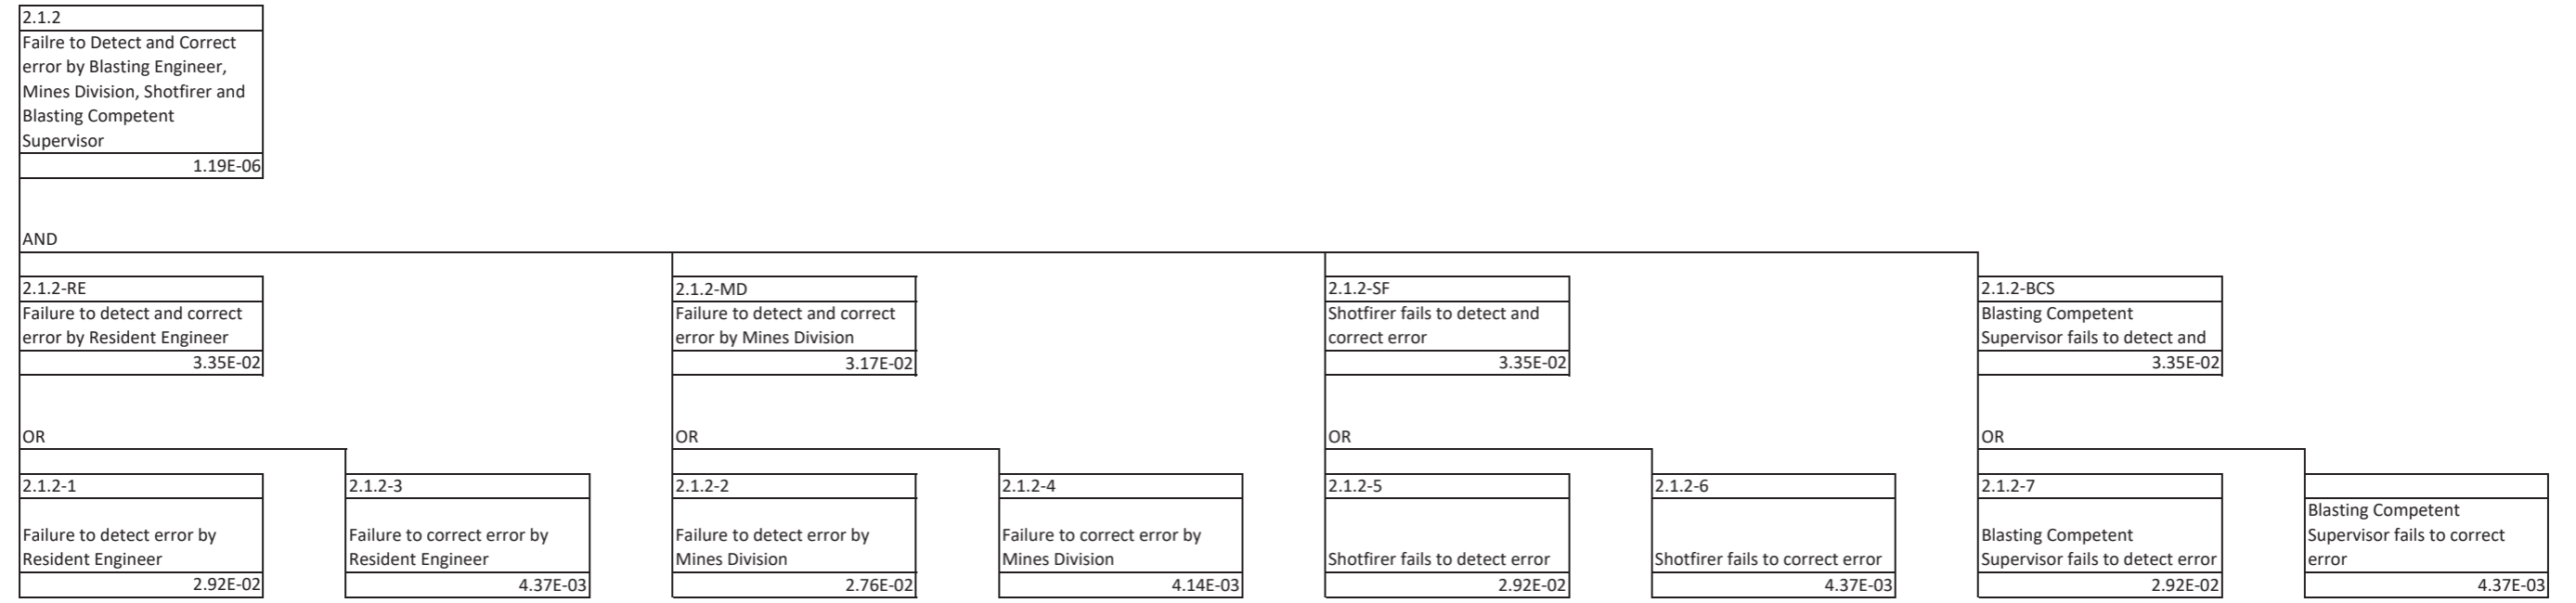 2.1.2
Failre to Detect and Correct
error by Blasting Engineer,
Mines Division, Shotfirer and
Blasting Competent
Supervisor
1.19E-06
AND
2.1.2-RE
Failure to detect and correct
error by Resident Engineer
3.35E-02
2.1.2-MD
Failure to detect and correct
error by Mines Division
3.17E-02
2.1.2-SF
Shotfirer fails to detect and
correct error
3.35E-02
2.1.2-BCS
Blasting Competent
Supervisor fails to detect and
3.35E-02
OR
OR
OR
OR
2.1.2-1
Failure to detect error by
Resident Engineer
2.92E-02
2.1.2-3
Failure to correct error by
Resident Engineer
4.37E-03
2.1.2-2
Failure to detect error by
Mines Division
2.76E-02
2.1.2-4
Failure to correct error by
Mines Division
4.14E-03
2.1.2-5
Shotfirer fails to detect error
2.92E-02
2.1.2-6
Shotfirer fails to correct error
4.37E-03
2.1.2-7
Blasting Competent
Supervisor fails to detect error
2.92E-02
Blasting Competent
Supervisor fails to correct
error
4.37E-03